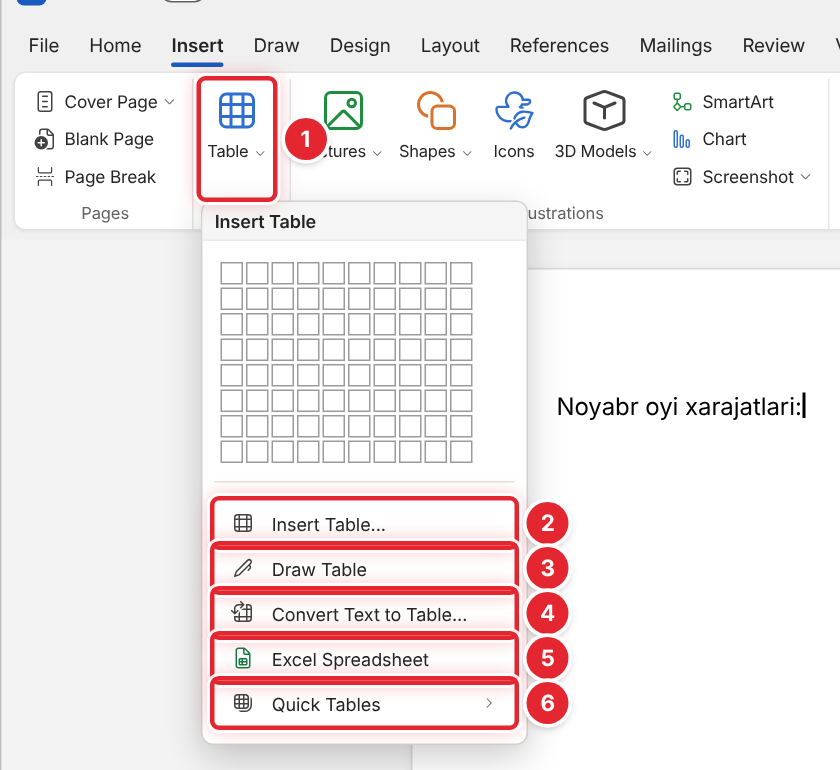 File Home Insert Draw Design Layout References Mailings Review
Cover Page
Blank Page
Page Break
Pages
Table
1
Shapes
Icons
3D Models
SmartArt
Chart
Screenshot
Insert Table
Noyabr oyi xarajatlari:
Insert Table...
2
Draw Table
3
Convert Text to Table...
4
Excel Spreadsheet
5
Quick Tables
6